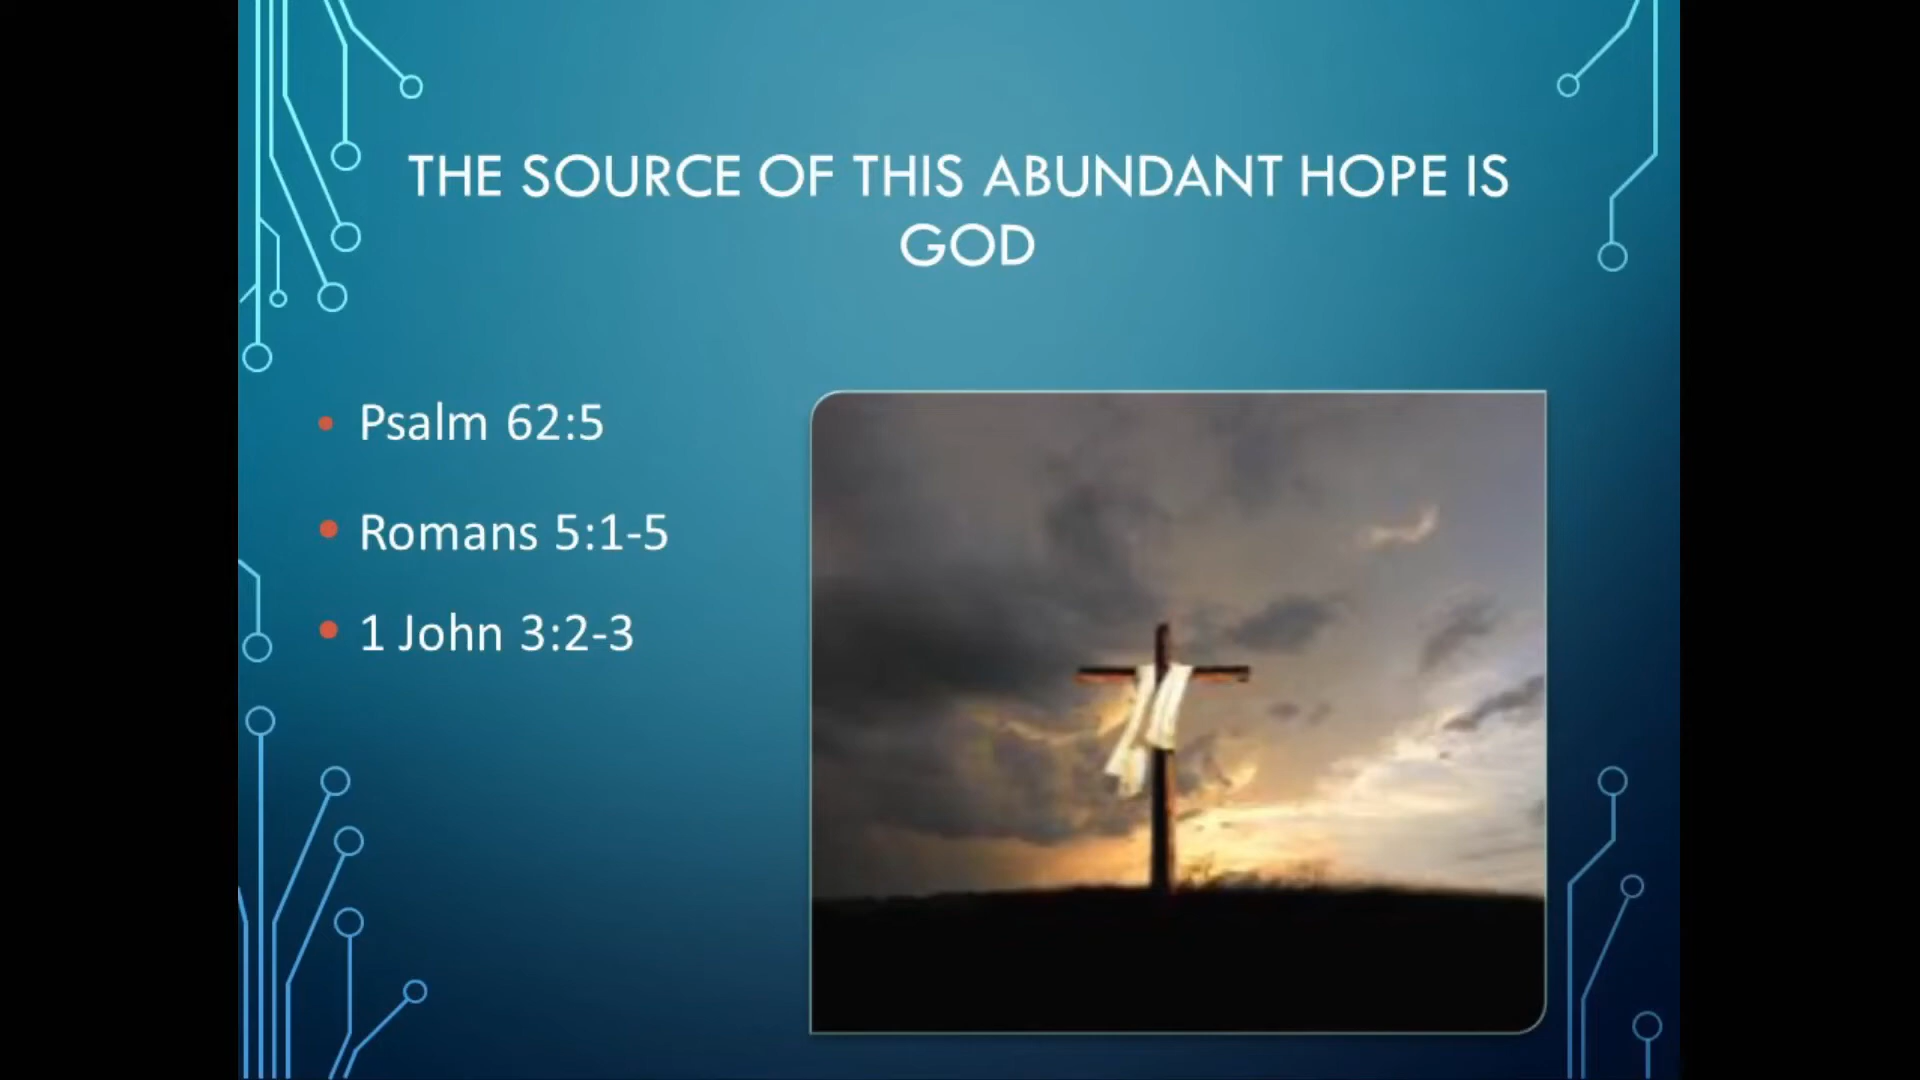 THE SOURCE OF THIS ABUNDANT HOPE IS
GOD
• Psalm 62:5
• Romans 5:1-5
• 1 John 3:2-3